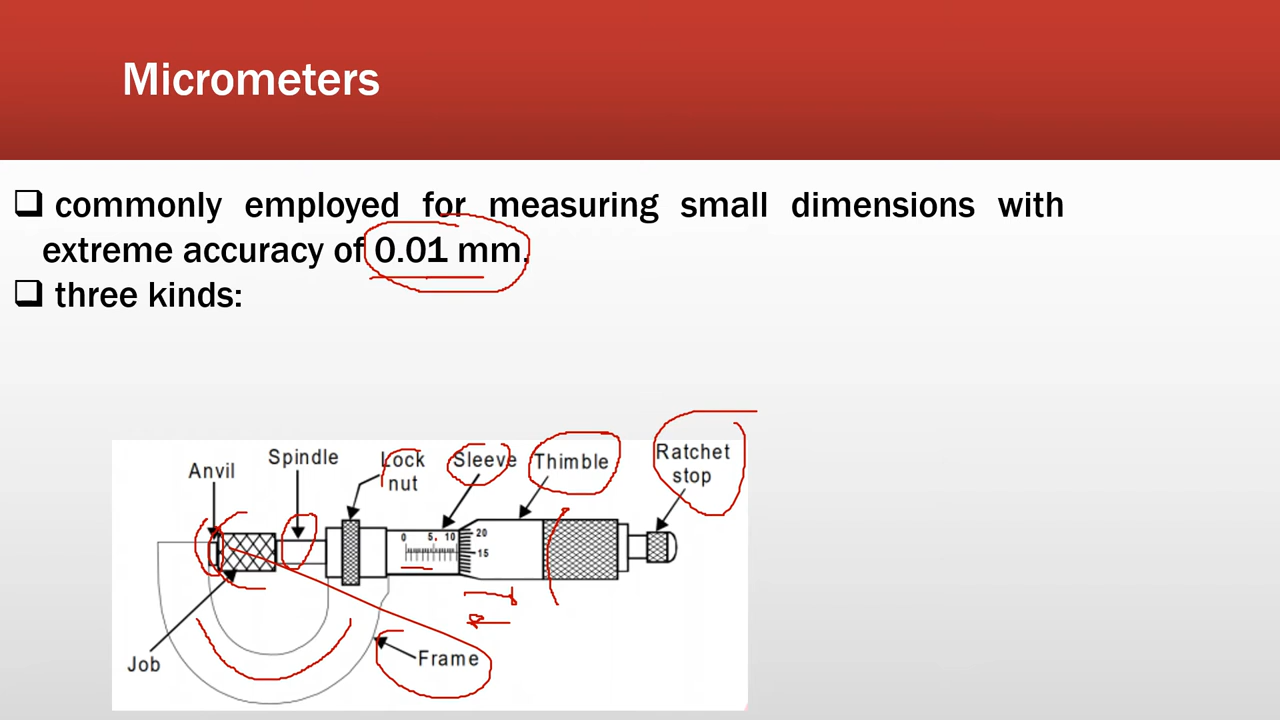 Micrometers
❑ commonly employed for measuring small dimensions with
extreme accuracy of 0.01 mm.
❑ three kinds:
Anvil
Spindle
Lock
nut
Sleeve
Thimble
Ratchet
stop
0 5 10
20
15
Job
Frame